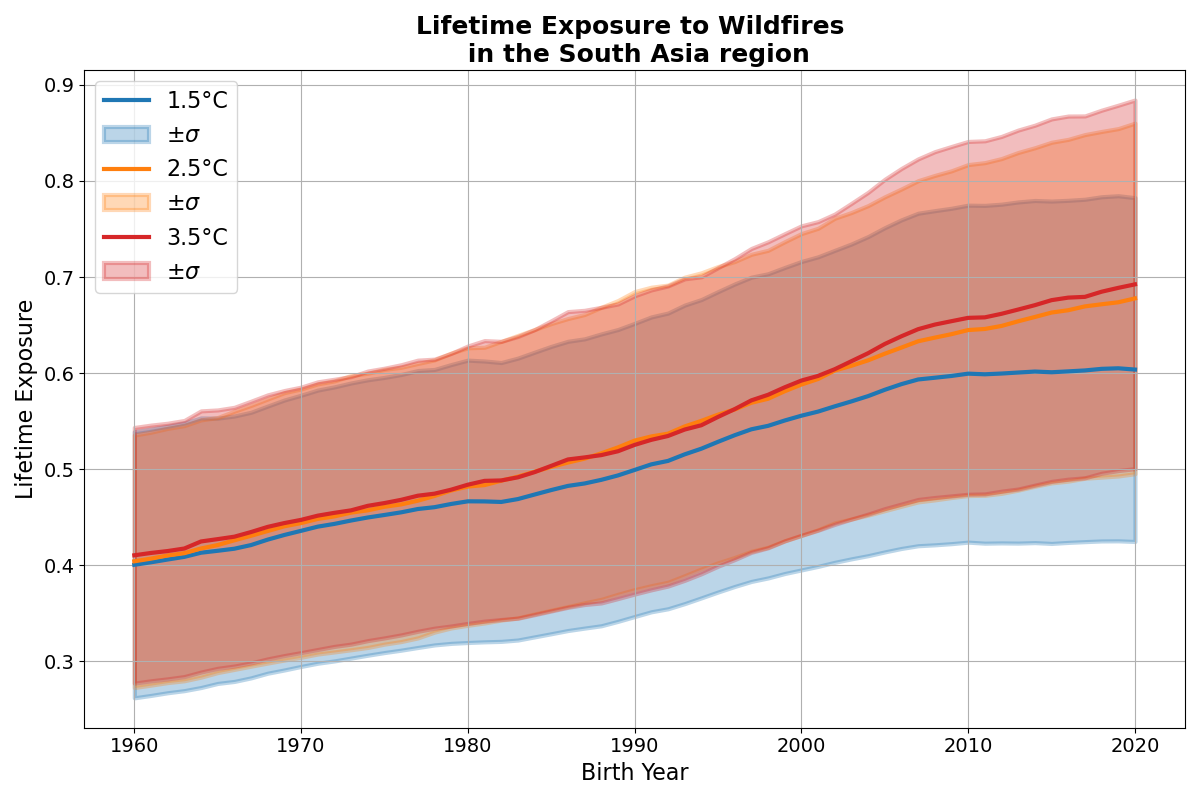 Lifetime Exposure to Wildfires
in the South Asia region
0.9
0.8
0.7
0.6
0.5
0.4
0.3
Lifetime Exposure
1.5°C
±σ
2.5°C
±σ
3.5°C
±σ
1960 1970 1980 1990 2000 2010 2020
Birth Year